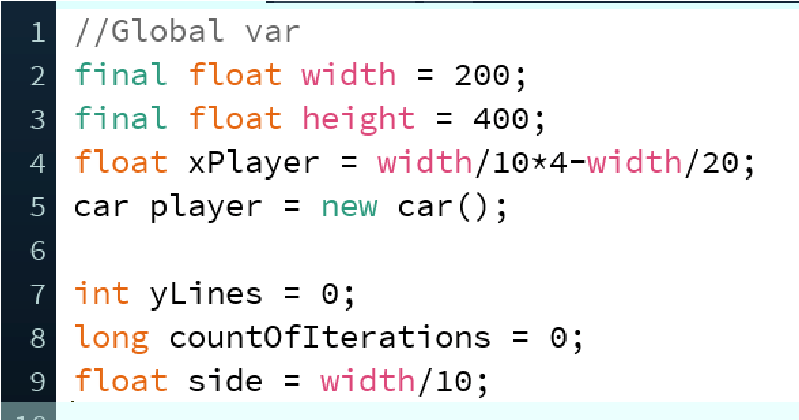 1 //Global var
2 final float width = 200;
3 final float height = 400;
4 float xPlayer = width/10*4-width/20;
5 car player = new car();
6
7 int yLines = 0;
8 long countOfIterations = 0;
9 float side = width/10;
10